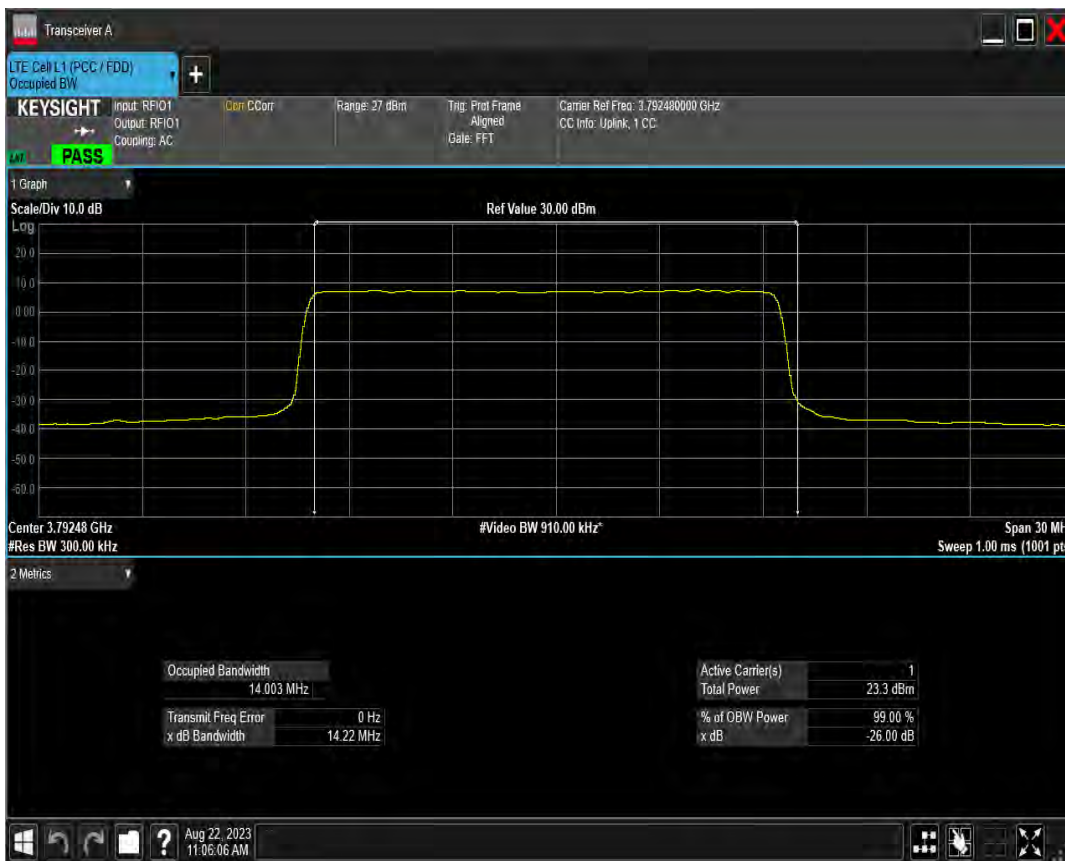 Transceiver A
LTE Cell L1 (PCC / FDD)
Occupied BW
KEYSIGHT
PASS
Input: RFIO1
Output: RFIO1
Coupling: AC
Corr CCorr
Range: 27 dBm
Trig: Prot Frame
Aligned
Gate: FFT
Carrier Ref Freq: 3.792480000 GHz
CC Info: Uplink, 1 CC
1 Graph
Scale/Div 10.0 dB
Ref Value 30.00 dBm
Log
20.0
10.0
0.00
-10.0
-20.0
-30.0
-40.0
-50.0
-60.0
Center 3.79248 GHz
#Video BW 910.00 kHz*
Span 30 MH
#Res BW 300.00 kHz
Sweep 1.00 ms (1001 pt
2 Metrics
Occupied Bandwidth
14.003 MHz
Transmit Freq Error 0 Hz
x dB Bandwidth 14.22 MHz
Active Carrier(s) 1
Total Power 23.3 dBm
% of OBW Power 99.00 %
x dB -26.00 dB
?
Aug 22, 2023
11:06:06 AM